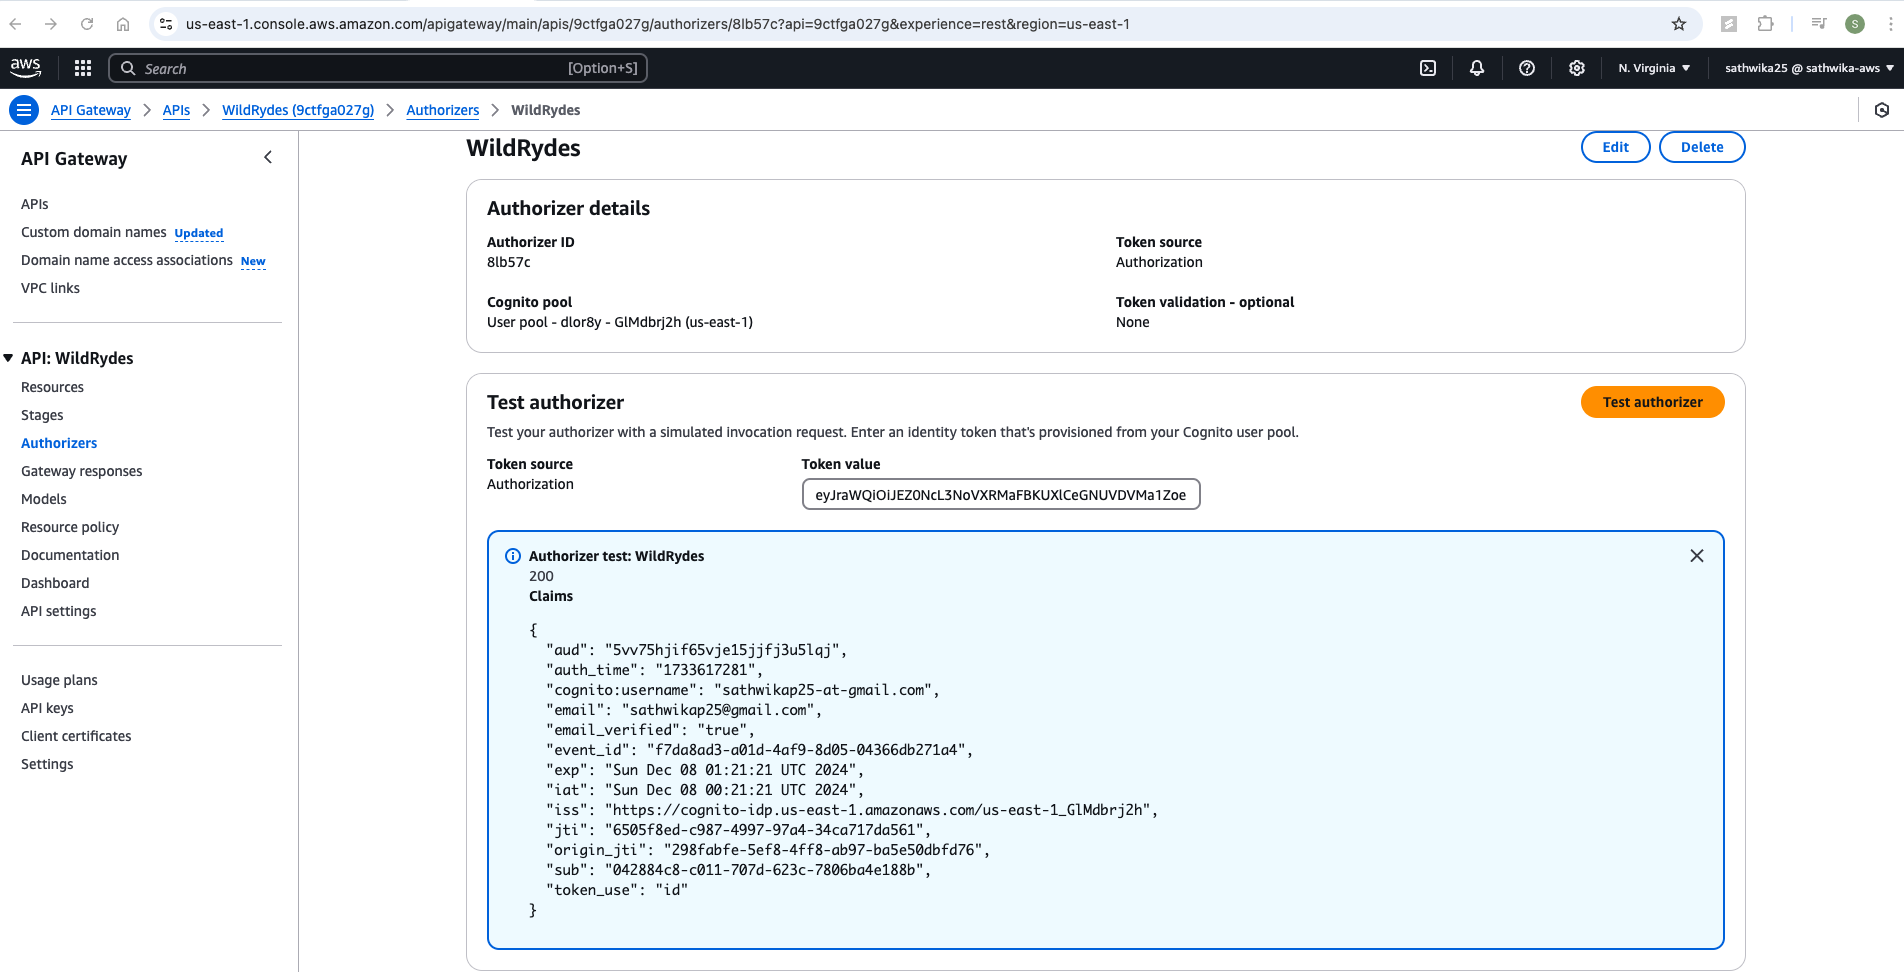 us-east-1.console.aws.amazon.com/apigateway/main/apis/9ctfga027g/authorizers/8lb57c?api=9ctfga027g&experience=rest&region=us-east-1
S
aws
Search
[Option+S]
N. Virginia
sathwika25 @ sathwika-aws
API Gateway
APIs
WildRydes (9ctfga027g)
Authorizers
WildRydes
API Gateway
APIs
Custom domain names Updated
Domain name access associations New
VPC links
API: WildRydes
Resources
Stages
Authorizers
Gateway responses
Models
Resource policy
Documentation
Dashboard
API settings
Usage plans
API keys
Client certificates
Settings
WildRydes
Edit
Delete
Authorizer details
Authorizer ID
8lb57c
Token source
Authorization
Cognito pool
User pool - dlor8y - GlMdbrj2h (us-east-1)
Token validation - optional
None
Test authorizer
Test authorizer
Test your authorizer with a simulated invocation request. Enter an identity token that's provisioned from your Cognito user pool.
Token source
Authorization
Token value
eyJraWQiOiJEZ0NcL3NoVXRMaFBKUXlCeGNUVDVMa1Zoe
Authorizer test: WildRydes
200
Claims
{
"aud": "5vv75hjif65vje15jjfj3u5lqj",
"auth_time": "1733617281",
"cognito:username": "sathwikap25-at-gmail.com",
"email": "sathwikap25@gmail.com",
"email_verified": "true",
"event_id": "f7da8ad3-a01d-4af9-8d05-04366db271a4",
"exp": "Sun Dec 08 01:21:21 UTC 2024",
"iat": "Sun Dec 08 00:21:21 UTC 2024",
"iss": "https://cognito-idp.us-east-1.amazonaws.com/us-east-1_GlMdbrj2h",
"jti": "6505f8ed-c987-4997-97a4-34ca717da561",
"origin_jti": "298fabfe-5ef8-4ff8-ab97-ba5e50dbfd76",
"sub": "042884c8-c011-707d-623c-7806ba4e188b",
"token_use": "id"
}